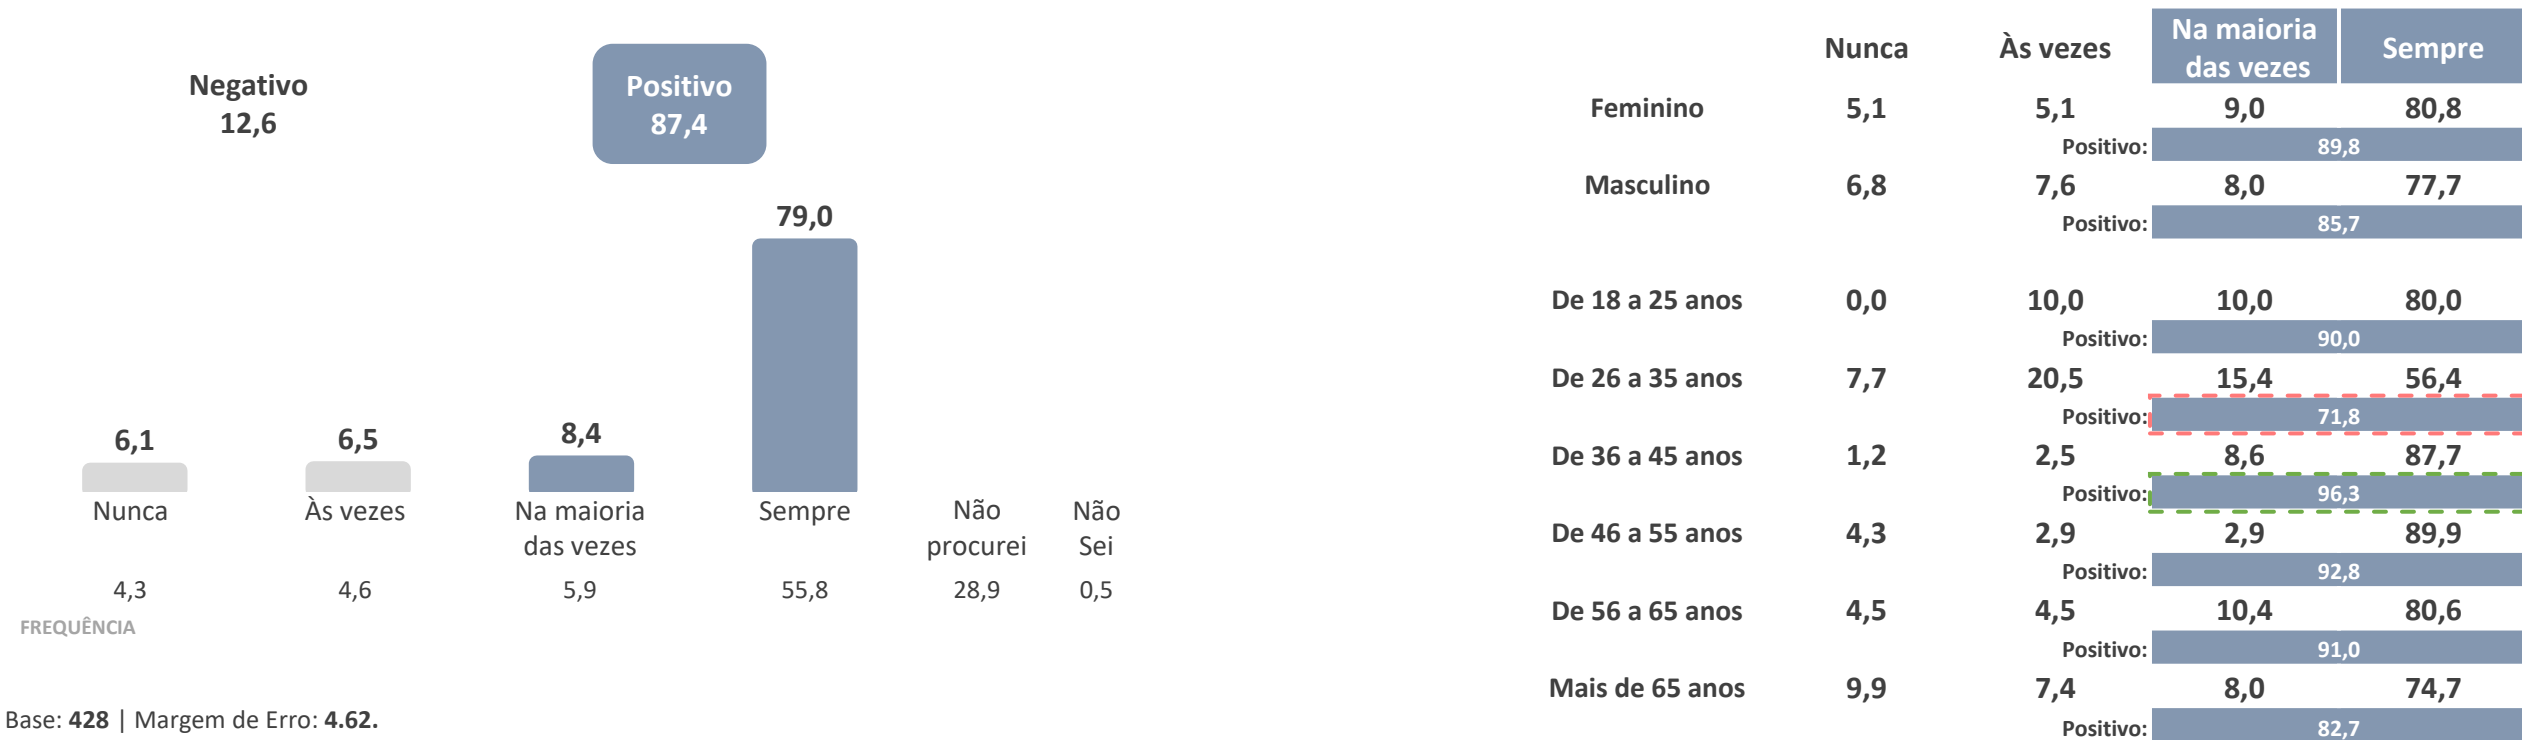 Negativo
12,6
Positivo
87,4
79,0
6,1
6,5
8,4
Nunca
Às vezes
Na maioria
das vezes
Sempre
Não
procurei
Não
Sei
4,3
4,6
5,9
55,8
28,9
0,5
FREQUÊNCIA
Base: 428 | Margem de Erro: 4.62.
Nunca
Às vezes
Na maioria
das vezes
Sempre
Feminino 5,1 5,1 9,0 80,8
Positivo: 89,8
Masculino 6,8 7,6 8,0 77,7
Positivo: 85,7
De 18 a 25 anos 0,0 10,0 10,0 80,0
Positivo: 90,0
De 26 a 35 anos 7,7 20,5 15,4 56,4
Positivo: 71,8
De 36 a 45 anos 1,2 2,5 8,6 87,7
Positivo: 96,3
De 46 a 55 anos 4,3 2,9 2,9 89,9
Positivo: 92,8
De 56 a 65 anos 4,5 4,5 10,4 80,6
Positivo: 91,0
Mais de 65 anos 9,9 7,4 8,0 74,7
Positivo: 82,7